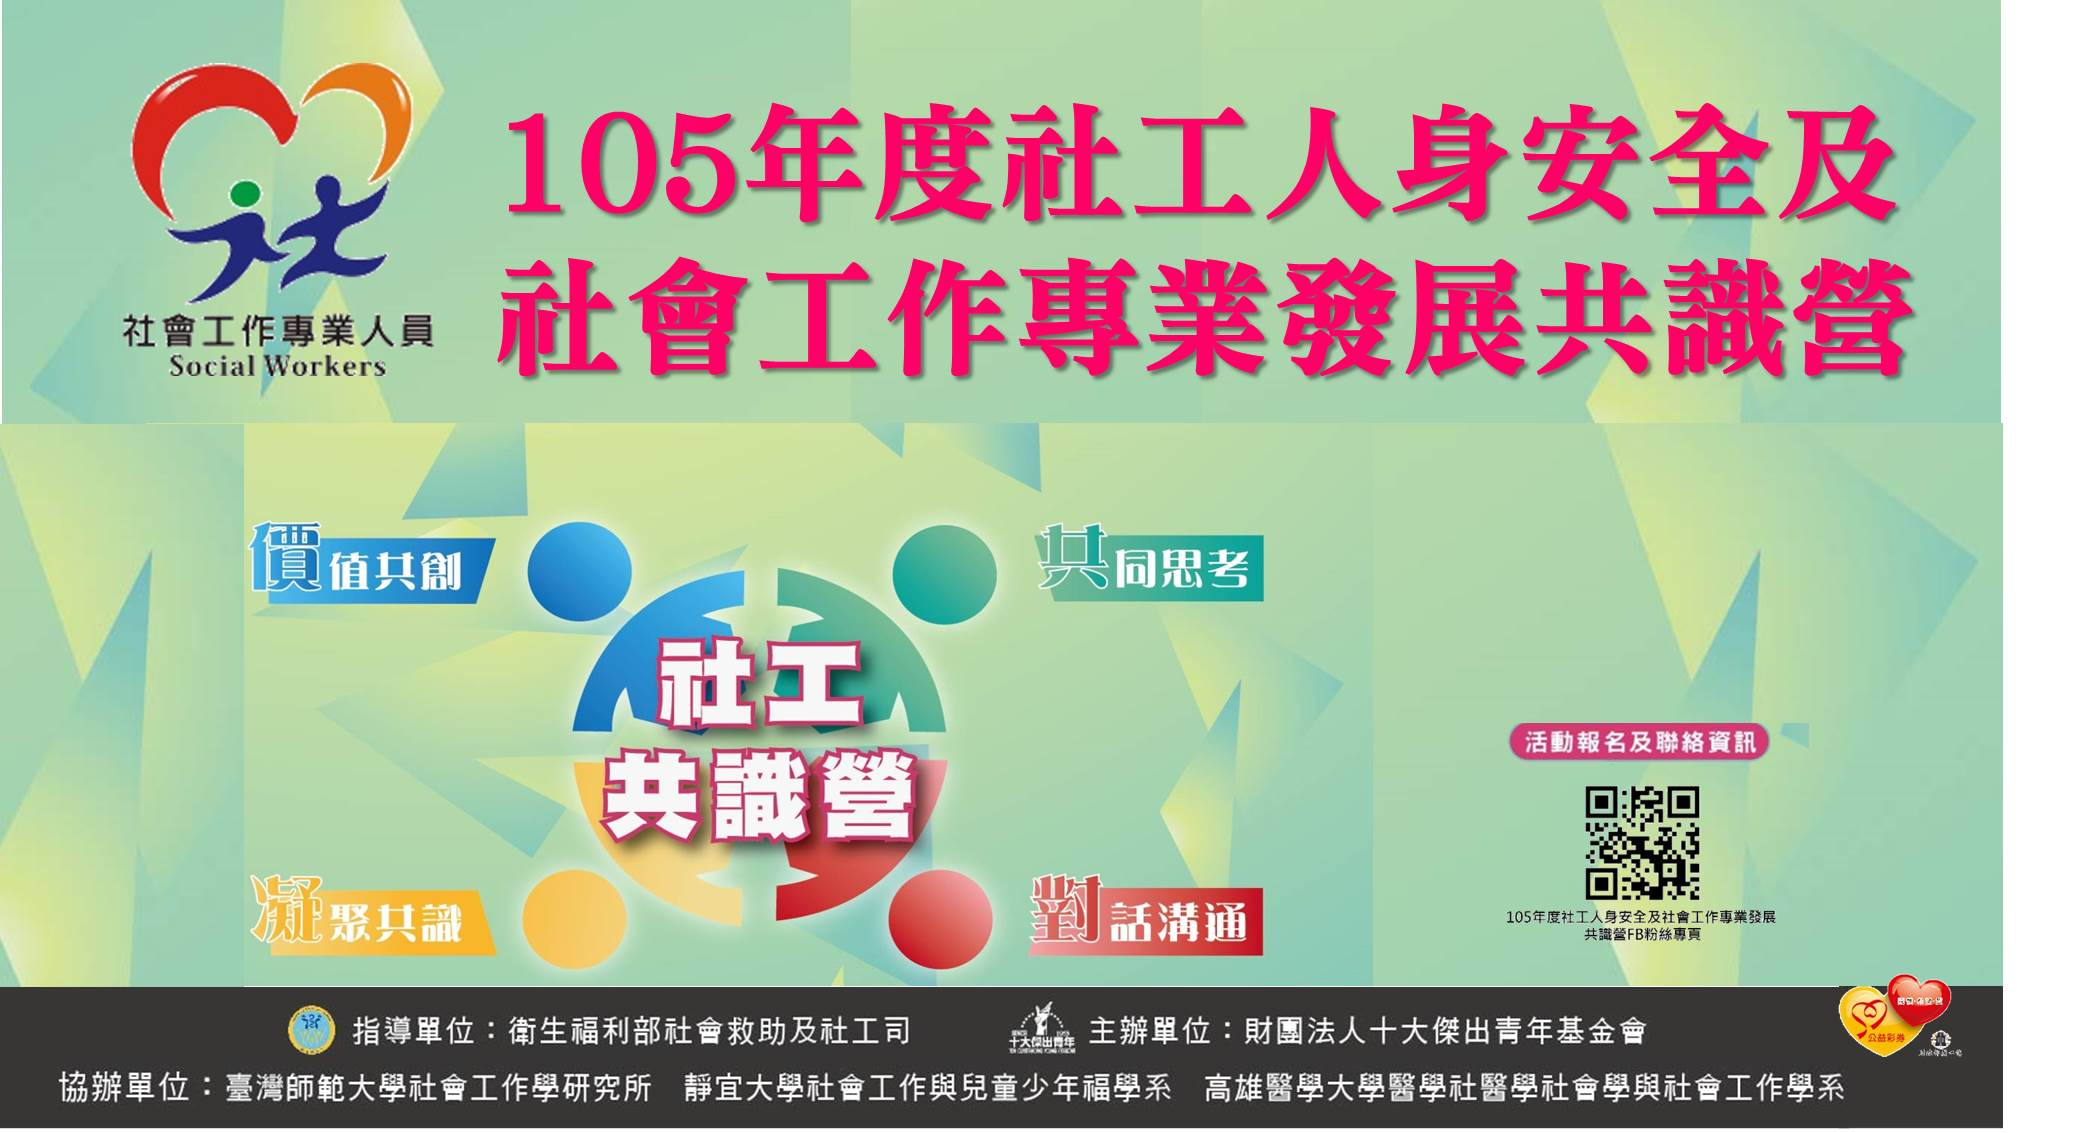 105年度社工人身安全及
社會工作專業發展共識營
社
社會工作專業人員
Social Workers
價值共創
共同思考
社工
共識營
凝聚共識
對話溝通
活動報名及聯絡資訊
105年度社工人身安全及社會工作專業發展
共識營FB粉絲專頁
指導單位：衛生福利部社會救助及社工司
十大傑出青年
主辦單位：財團法人十大傑出青年基金會
公益彩券
協辦單位：臺灣師範大學社會工作學研究所 靜宜大學社會工作與兒童少年福學系 高雄醫學大學醫學社醫學社會學與社會工作學系